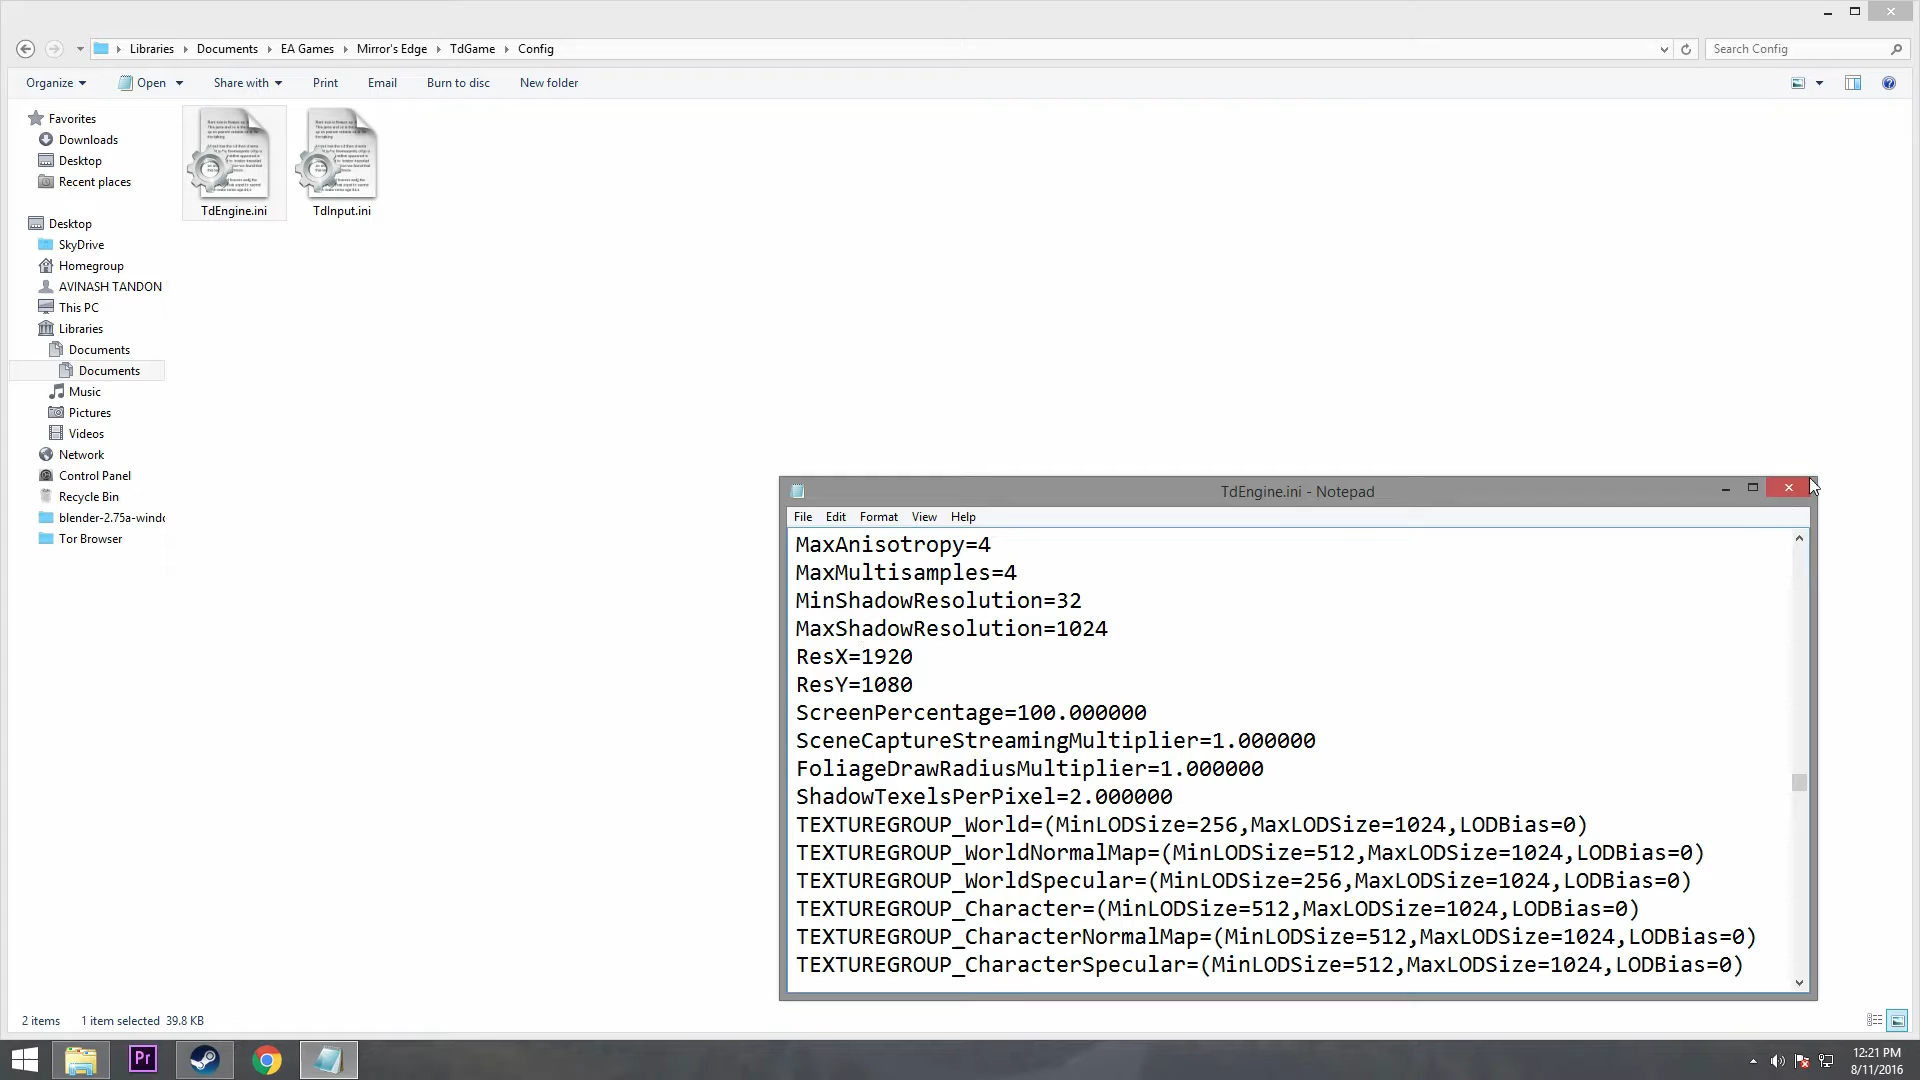 Libraries Documents EA Games Mirror's Edge TdGame Config
Search Config
Organize Open Share with Print Email Burn to disc New folder
Favorites
Downloads
Desktop
Recent places
Desktop
SkyDrive
Homegroup
AVINASH TANDON
This PC
Libraries
Documents
Documents
Music
Pictures
Videos
Network
Control Panel
Recycle Bin
blender-2.75a-windo
Tor Browser
TdEngine.ini
TdInput.ini
TdEngine.ini - Notepad
File Edit Format View Help
MaxAnisotropy=4
MaxMultisamples=4
MinShadowResolution=32
MaxShadowResolution=1024
ResX=1920
ResY=1080
ScreenPercentage=100.000000
SceneCaptureStreamingMultiplier=1.000000
FoliageDrawRadiusMultiplier=1.000000
ShadowTexelsPerPixel=2.000000
TEXTUREGROUP_World=(MinLODSize=256,MaxLODSize=1024,LODBias=0)
TEXTUREGROUP_WorldNormalMap=(MinLODSize=512,MaxLODSize=1024,LODBias=0)
TEXTUREGROUP_WorldSpecular=(MinLODSize=256,MaxLODSize=1024,LODBias=0)
TEXTUREGROUP_Character=(MinLODSize=512,MaxLODSize=1024,LODBias=0)
TEXTUREGROUP_CharacterNormalMap=(MinLODSize=512,MaxLODSize=1024,LODBias=0)
TEXTUREGROUP_CharacterSpecular=(MinLODSize=512,MaxLODSize=1024,LODBias=0)
2 items 1 item selected 39.8 KB
Pr
12:21 PM
8/11/2016